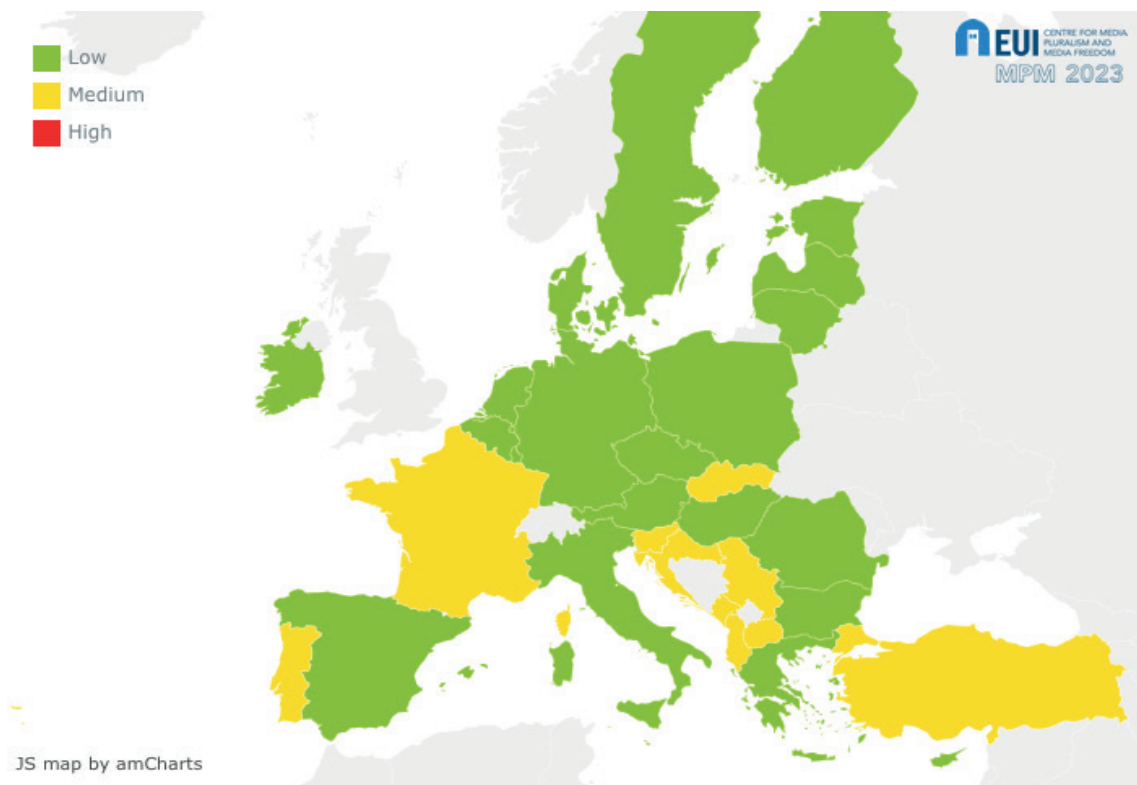 Low
Medium
High
EUI
CENTRE FOR MEDIA
PLURALISM AND
MEDIA FREEDOM
MPM 2023
JS map by amCharts